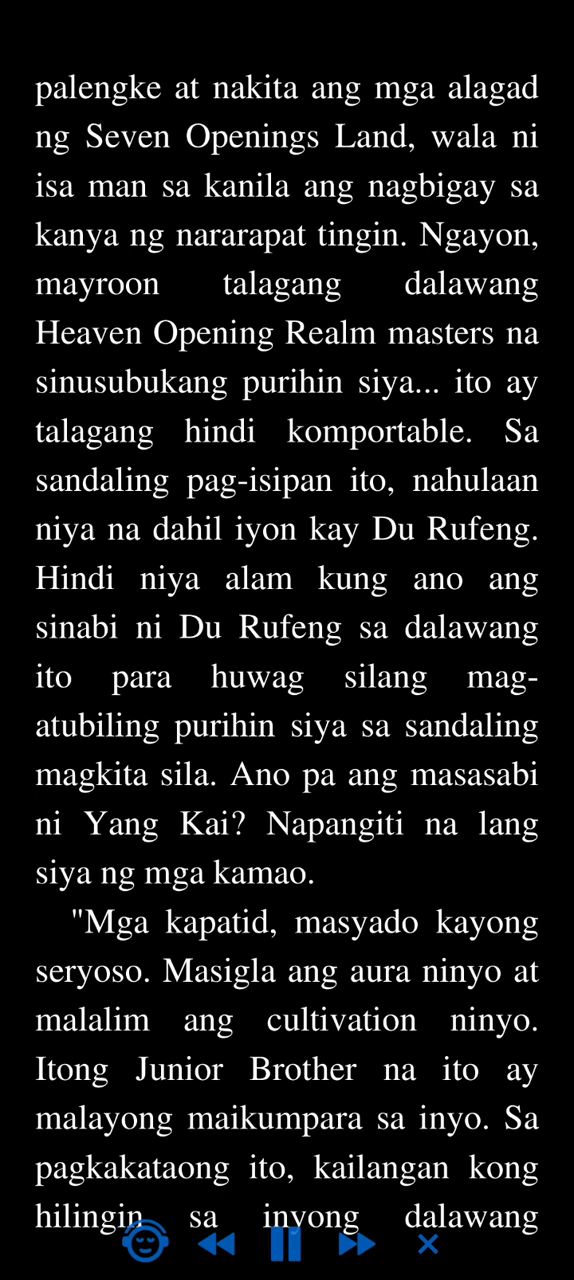 palengke at nakita ang mga alagad
ng Seven Openings Land, wala ni
isa man sa kanila ang nagbigay sa
kanya ng nararapat tingin. Ngayon,
mayroon talagang dalawang
Heaven Opening Realm masters na
sinusubukang purihin siya... ito ay
talagang hindi komportable. Sa
sandaling pag-isipan ito, nahulaan
niya na dahil iyon kay Du Rufeng.
Hindi niya alam kung ano ang
sinabi ni Du Rufeng sa dalawang
ito para huwag silang mag-
atubiling purihin siya sa sandaling
magkita sila. Ano pa ang masasabi
ni Yang Kai? Napangiti na lang
siya ng mga kamao.
"Mga kapatid, masyado kayong
seryoso. Masigla ang aura ninyo at
malalim ang cultivation ninyo.
Itong Junior Brother na ito ay
malayong maikumpara sa inyo. Sa
pagkakataong ito, kailangan kong
hilingin sa inyong dalawang